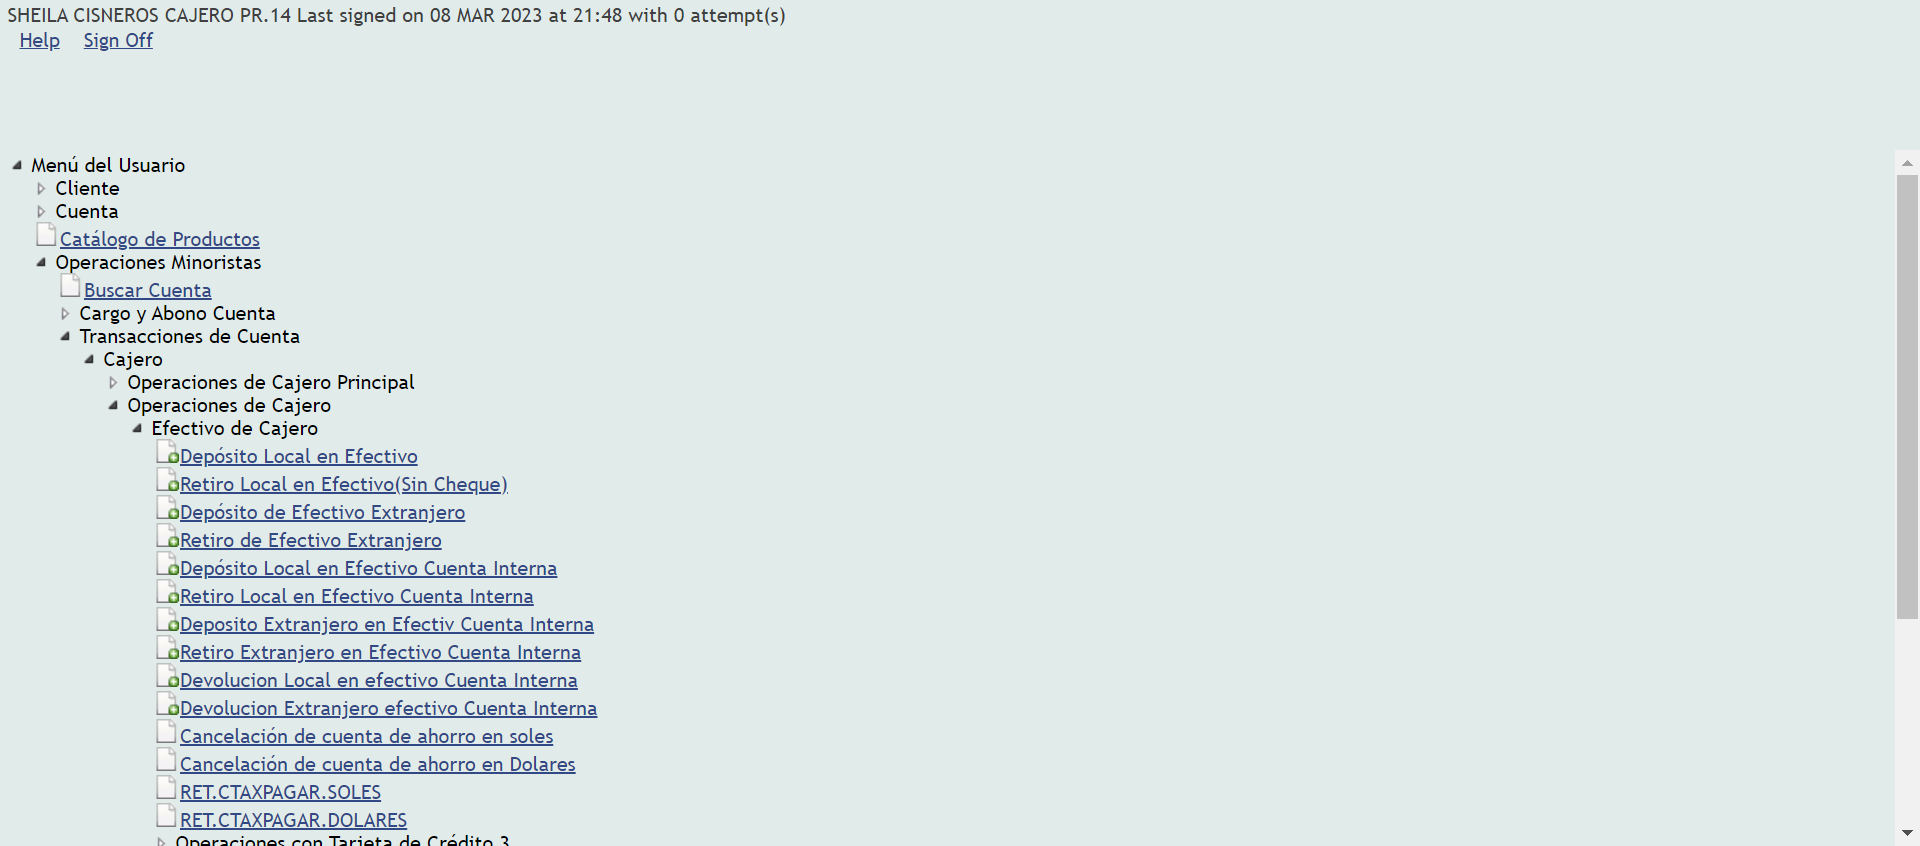 SHEILA CISNEROS CAJERO PR.14 Last signed on 08 MAR 2023 at 21:48 with 0 attempt(s)
Help Sign Off
Menú del Usuario
Cliente
Cuenta
Catálogo de Productos
Operaciones Minoristas
Buscar Cuenta
Cargo y Abono Cuenta
Transacciones de Cuenta
Cajero
Operaciones de Cajero Principal
Operaciones de Cajero
Efectivo de Cajero
Depósito Local en Efectivo
Retiro Local en Efectivo(Sin Cheque)
Depósito de Efectivo Extranjero
Retiro de Efectivo Extranjero
Depósito Local en Efectivo Cuenta Interna
Retiro Local en Efectivo Cuenta Interna
Deposito Extranjero en Efectiv Cuenta Interna
Retiro Extranjero en Efectivo Cuenta Interna
Devolucion Local en efectivo Cuenta Interna
Devolucion Extranjero efectivo Cuenta Interna
Cancelación de cuenta de ahorro en soles
Cancelación de cuenta de ahorro en Dolares
RET.CTAXPAGAR.SOLES
RET.CTAXPAGAR.DOLARES
Operaciones con Tarjeta de Crédito 3